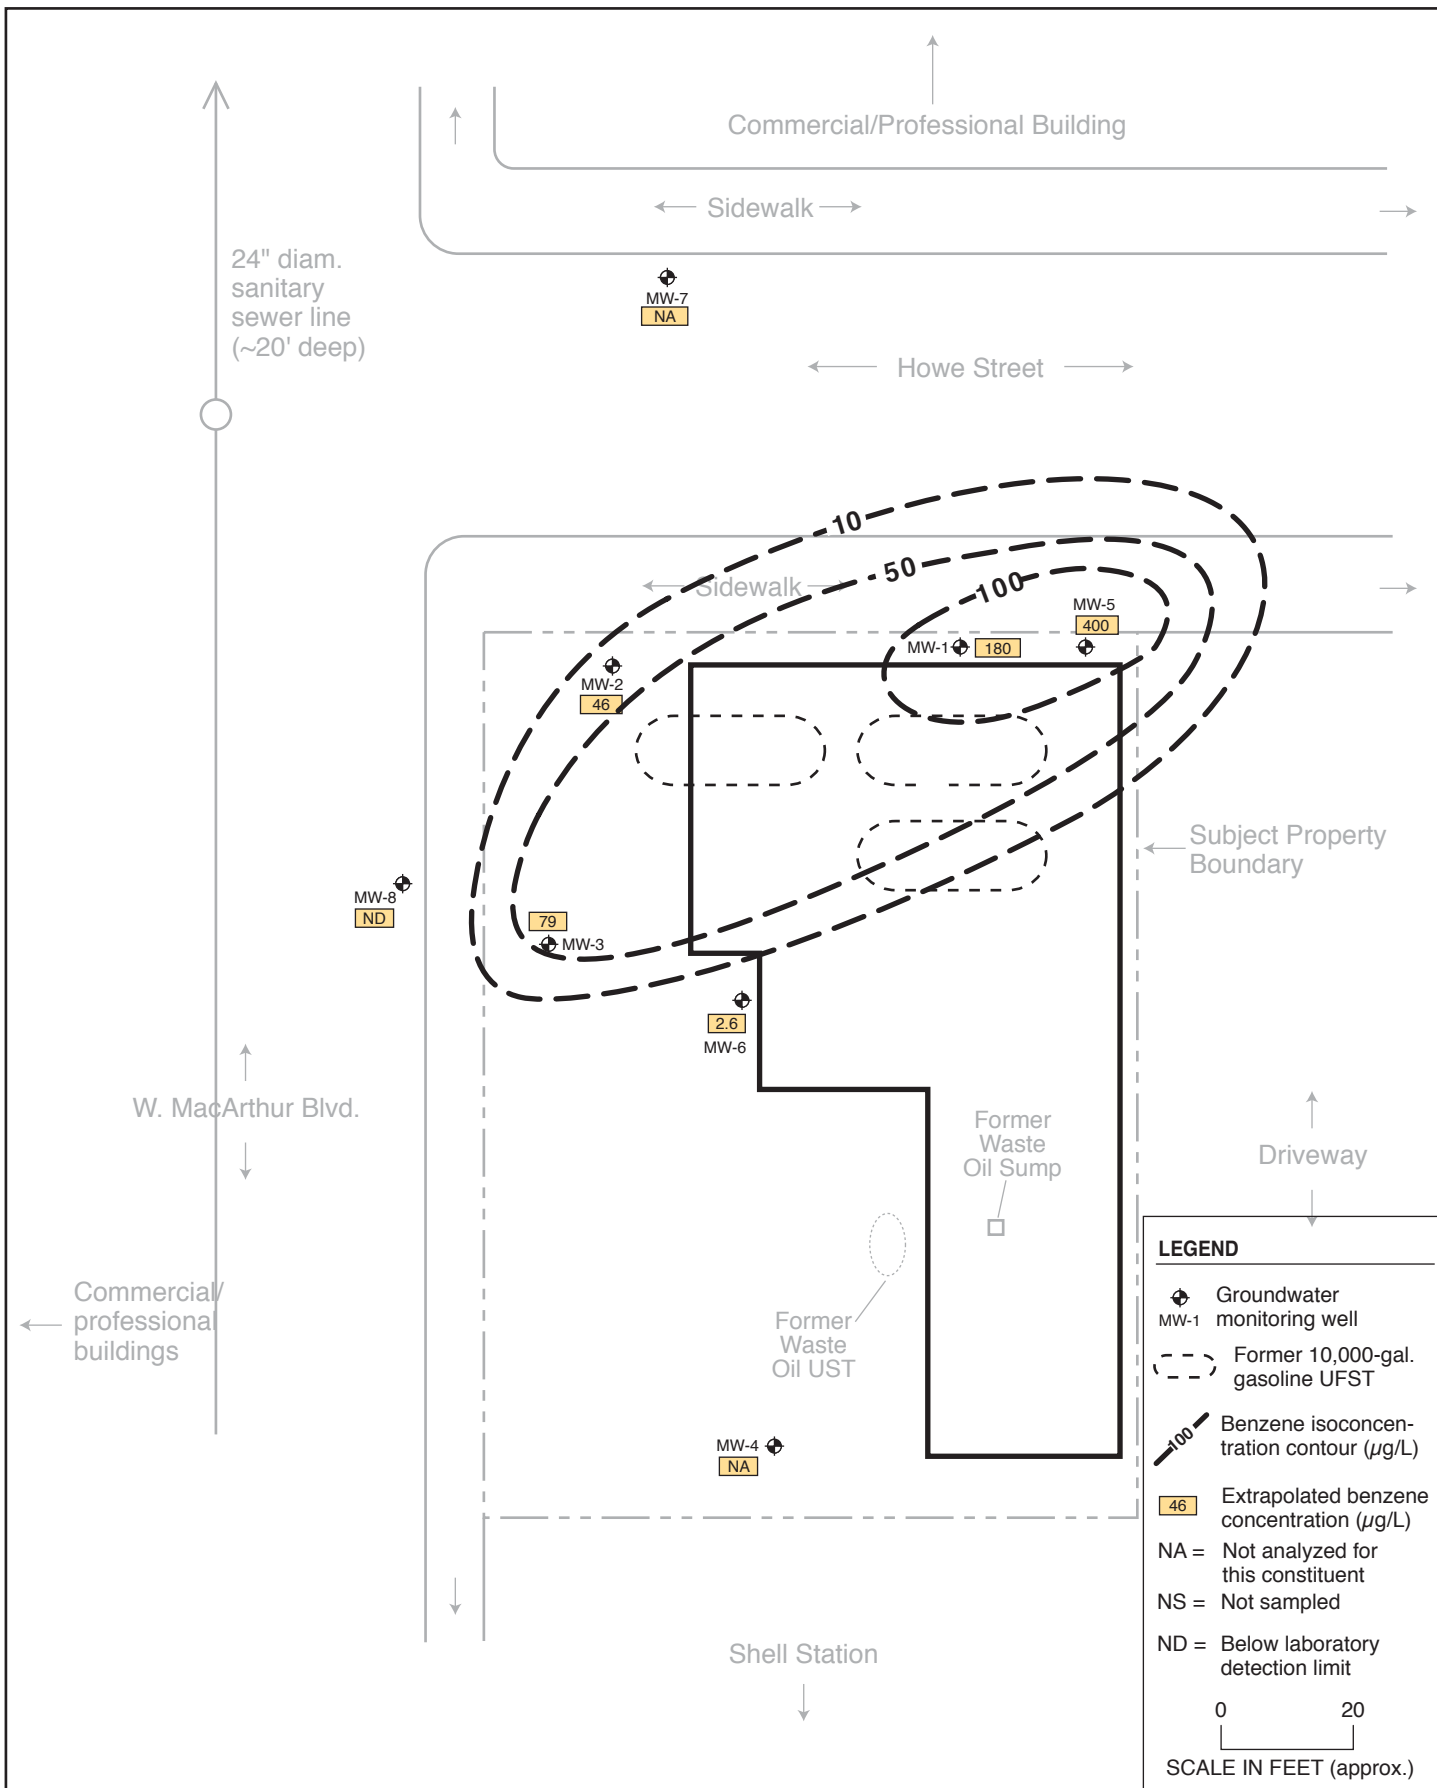 Commercial/Professional Building
Sidewalk
24" diam.
sanitary
sewer line
(~20' deep)
MW-7
NA
Howe Street
10
50
100
Sidewalk
MW-5
400
MW-1
180
MW-2
46
Subject Property
Boundary
MW-8
ND
79
MW-3
2.6
MW-6
W. MacArthur Blvd.
Former
Waste
Oil Sump
Driveway
Commercial/
professional
buildings
Former
Waste
Oil UST
MW-4
NA
Shell Station
LEGEND
MW-1
Groundwater
monitoring well
Former 10,000-gal.
gasoline UFST
100
Benzene isoconcen-
tration contour (µg/L)
46
Extrapolated benzene
concentration (µg/L)
NA = Not analyzed for
this constituent
NS = Not sampled
ND = Below laboratory
detection limit
0 20
SCALE IN FEET (approx.)